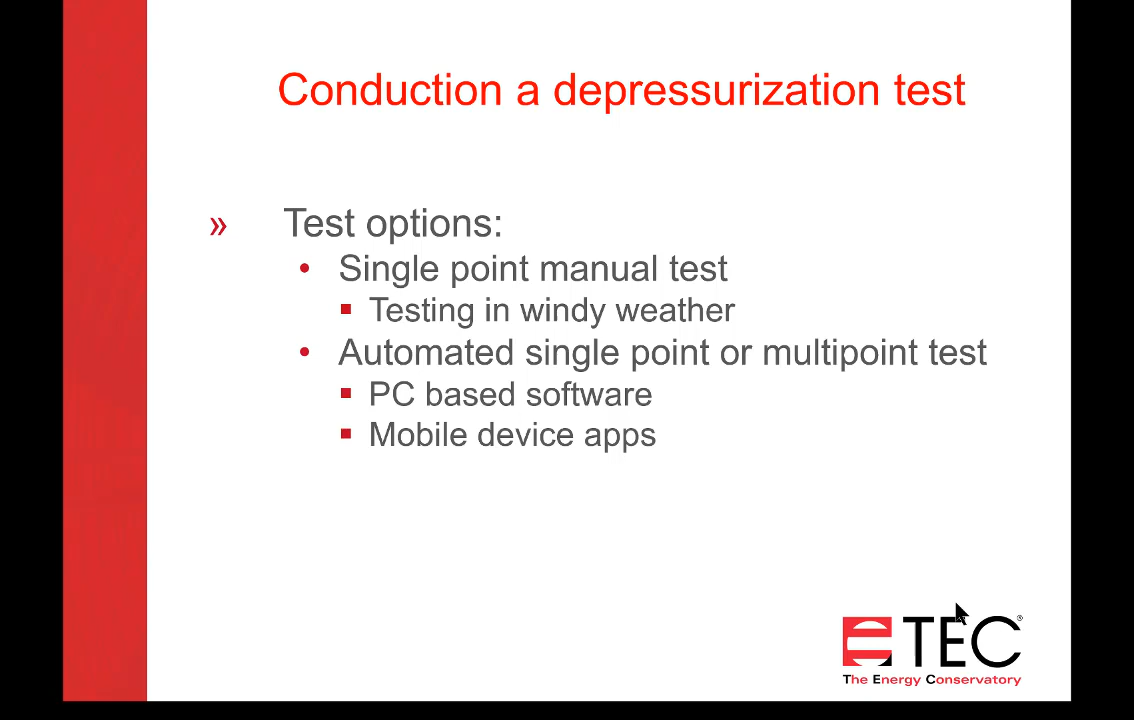 Conduction a depressurization test
» Test options:
• Single point manual test
▪ Testing in windy weather
• Automated single point or multipoint test
▪ PC based software
▪ Mobile device apps
TEC®
The Energy Conservatory